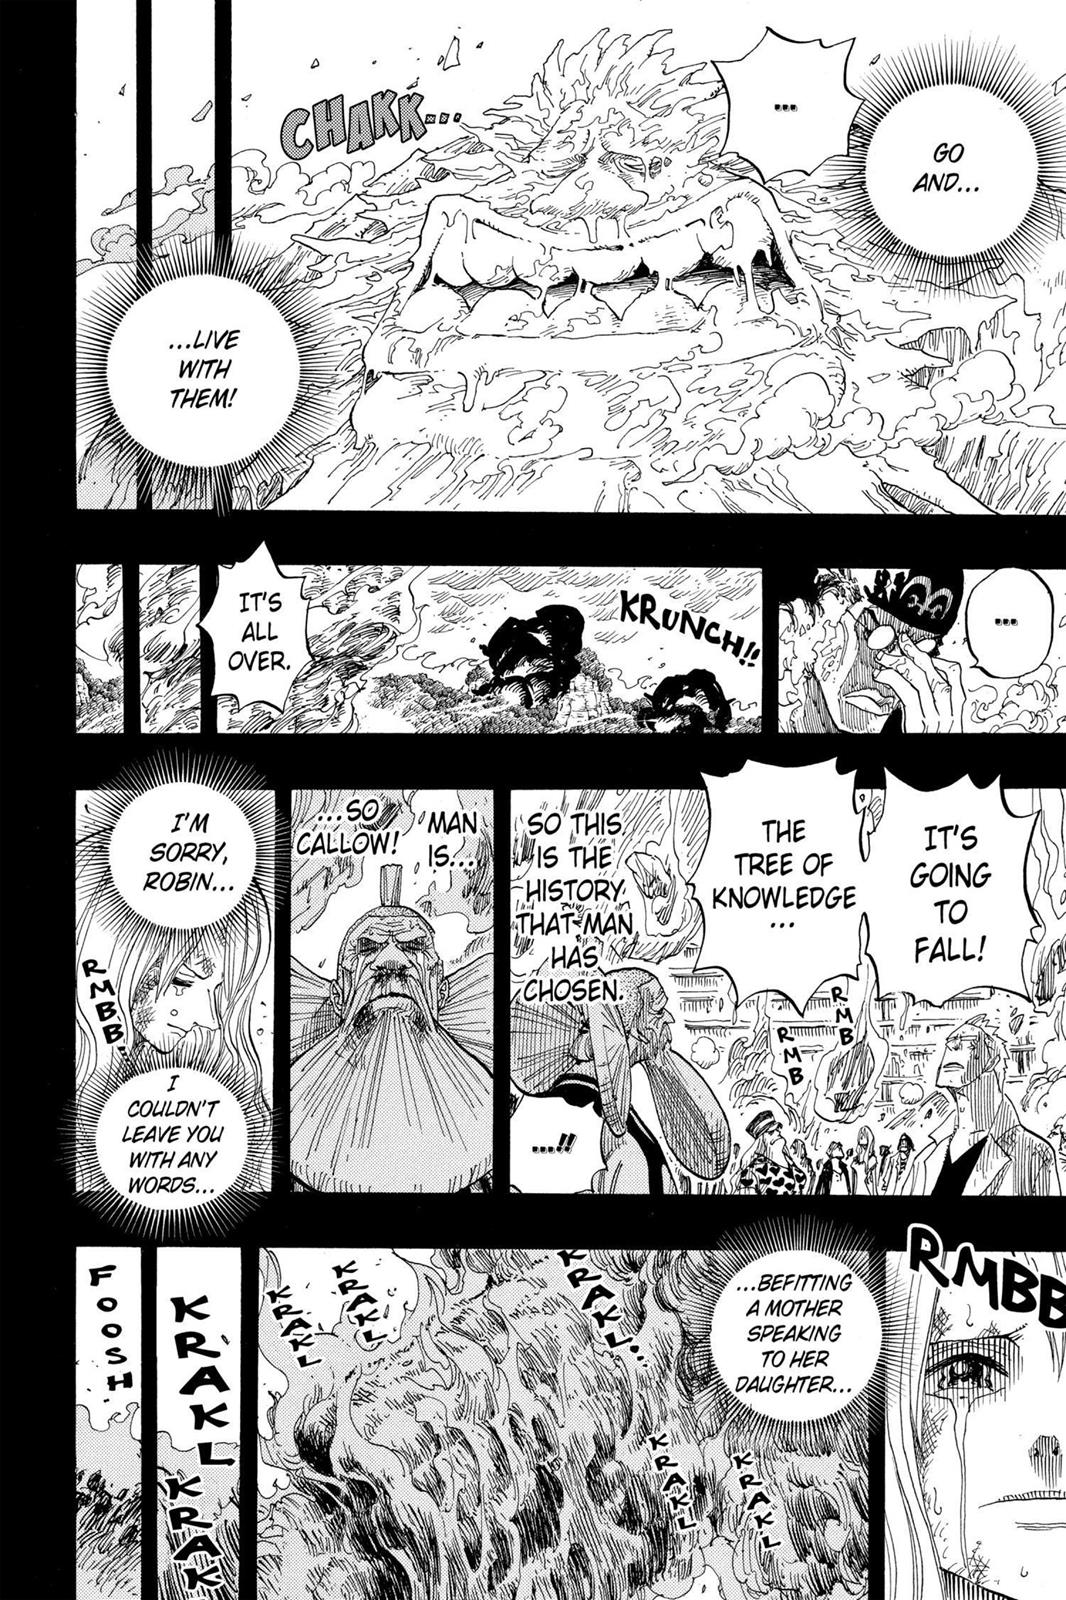 GO
AND...
...
CHAKK...
...LIVE
WITH
THEM!
...
KRUNCH!!
IT'S
ALL
OVER.
IT'S
GOING
TO
FALL!
THE
TREE OF
KNOWLEDGE
...
RMB
RMB
SO THIS
IS THE
HISTORY
THAT MAN
HAS
CHOSEN.
....!!
MAN
IS...
...SO
CALLOW!
I'M
SORRY,
ROBIN...
RMBB..
I
COULDN'T
LEAVE YOU
WITH ANY
WORDS...
RMBB
...BEFITTING
A MOTHER
SPEAKING
TO HER
DAUGHTER...
KRAKL...
KRAKL
KRAKL
KRAKL
KRAKL
KRAKL
KRAK
FOOSH